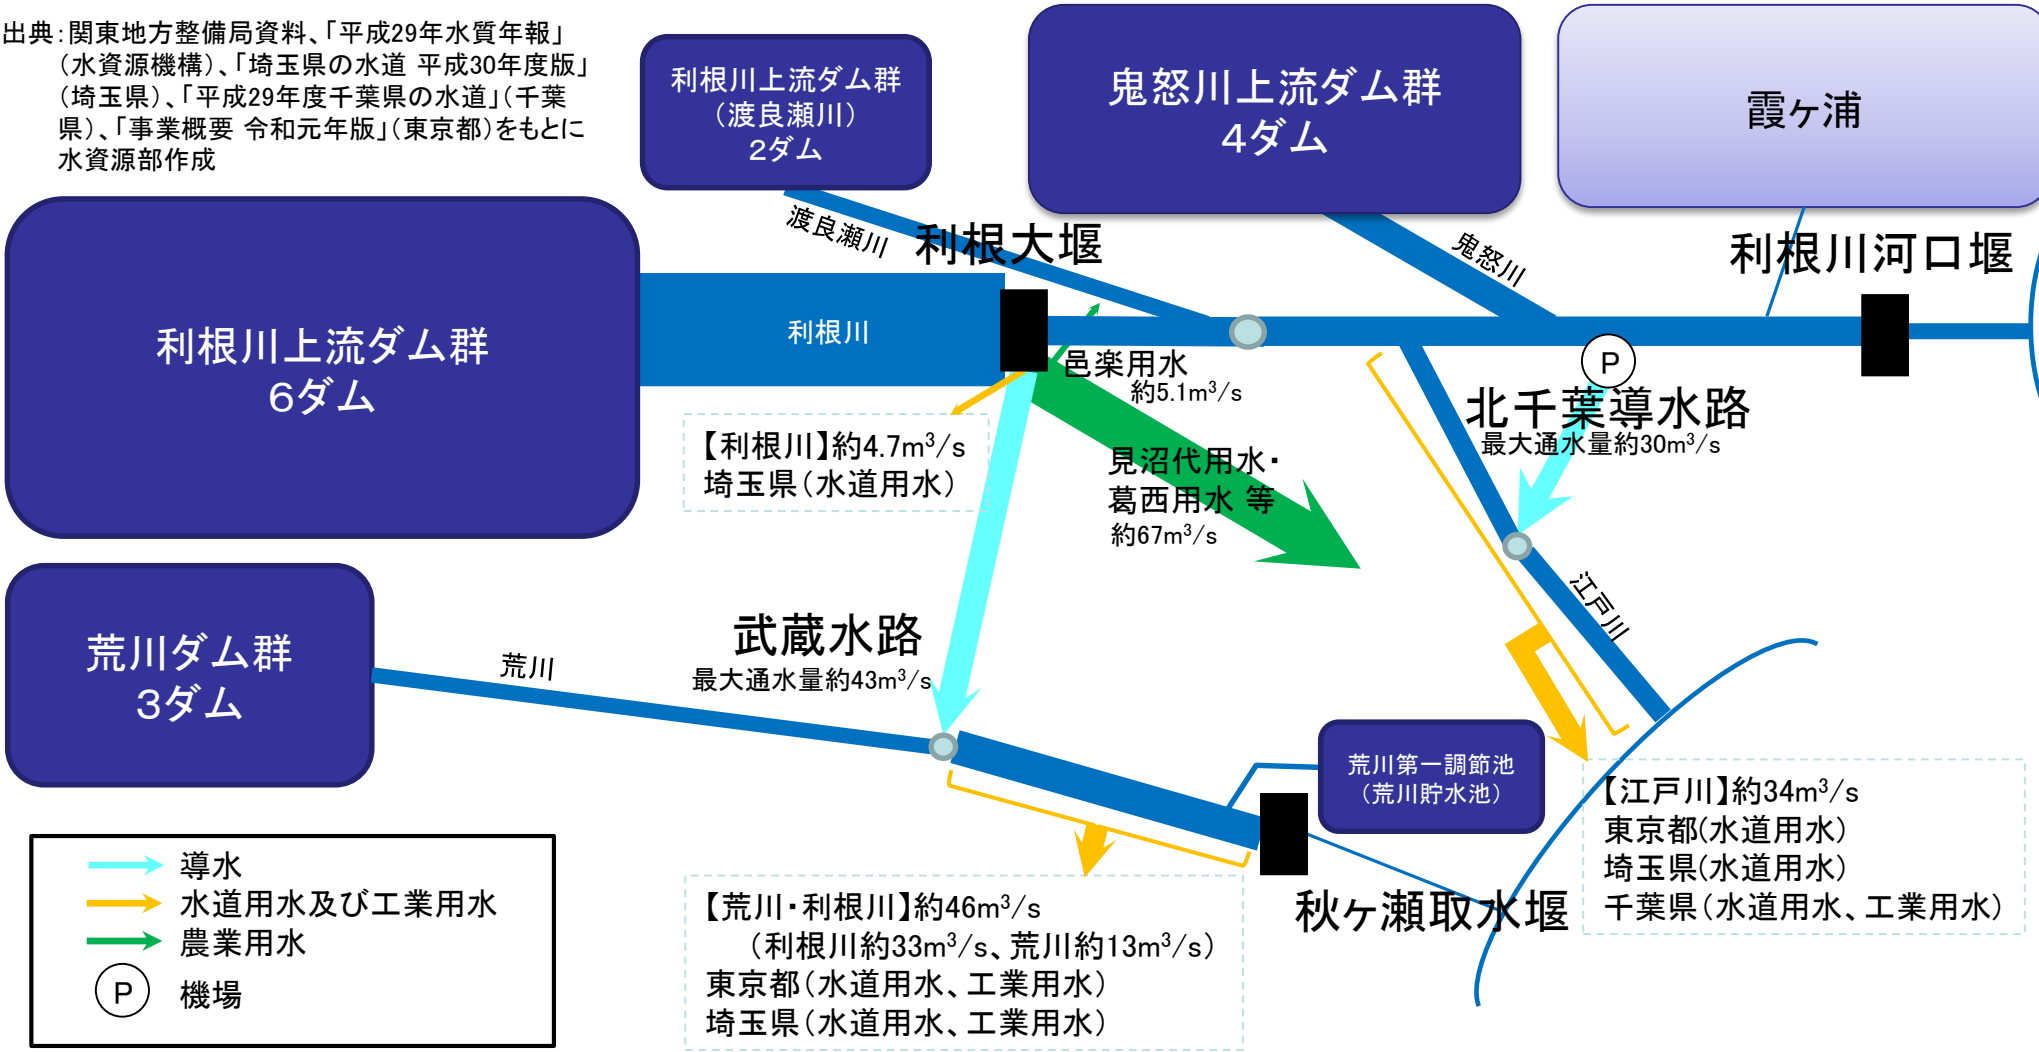 出典：関東地方整備局資料、「平成29年水質年報」
（水資源機構）、「埼玉県の水道 平成30年度版」
（埼玉県）、「平成29年度千葉県の水道」（千葉
県）、「事業概要 令和元年版」（東京都）をもとに
水資源部作成
利根川上流ダム群
（渡良瀬川）
2ダム
鬼怒川上流ダム群
4ダム
霞ヶ浦
渡良瀬川
利根大堰
鬼怒川
利根川河口堰
利根川上流ダム群
6ダム
利根川
邑楽用水
約5.1m³/s
P
北千葉導水路
最大通水量約30m³/s
【利根川】約4.7m³/s
埼玉県（水道用水）
見沼代用水・
葛西用水 等
約67m³/s
江戸川
荒川ダム群
3ダム
荒川
武蔵水路
最大通水量約43m³/s
荒川第一調節池
（荒川貯水池）
【江戸川】約34m³/s
東京都(水道用水)
埼玉県(水道用水)
千葉県（水道用水、工業用水）
秋ヶ瀬取水堰
【荒川・利根川】約46m³/s
（利根川約33m³/s、荒川約13m³/s）
東京都（水道用水、工業用水）
埼玉県（水道用水、工業用水）
導水
水道用水及び工業用水
農業用水
P 機場